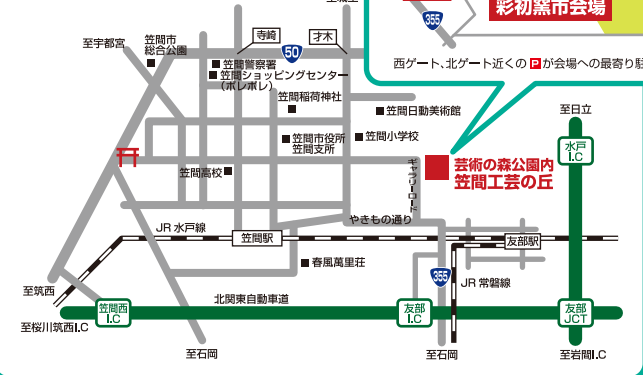 355
彩初窯市会場
西ゲート、北ゲート近くの P が会場への最寄り駐
至宇都宮
笠間市
総合公園
寺崎
才木
50
笠間警察署
笠間ショッピングセンター
(ポレポレ)
笠間稲荷神社
笠間日動美術館
至日立
水戸
I.C
笠間市役所
笠間支所
笠間小学校
笠間高校
ギャラリーロード
芸術の森公園内
笠間工芸の丘
やきもの通り
JR 水戸線
笠間駅
友部駅
春風萬里荘
355
JR 常磐線
至筑西
北関東自動車道
笠間西
I.C
友部
I.C
友部
JCT
至桜川筑西I.C
至石岡
至石岡
至岩間I.C